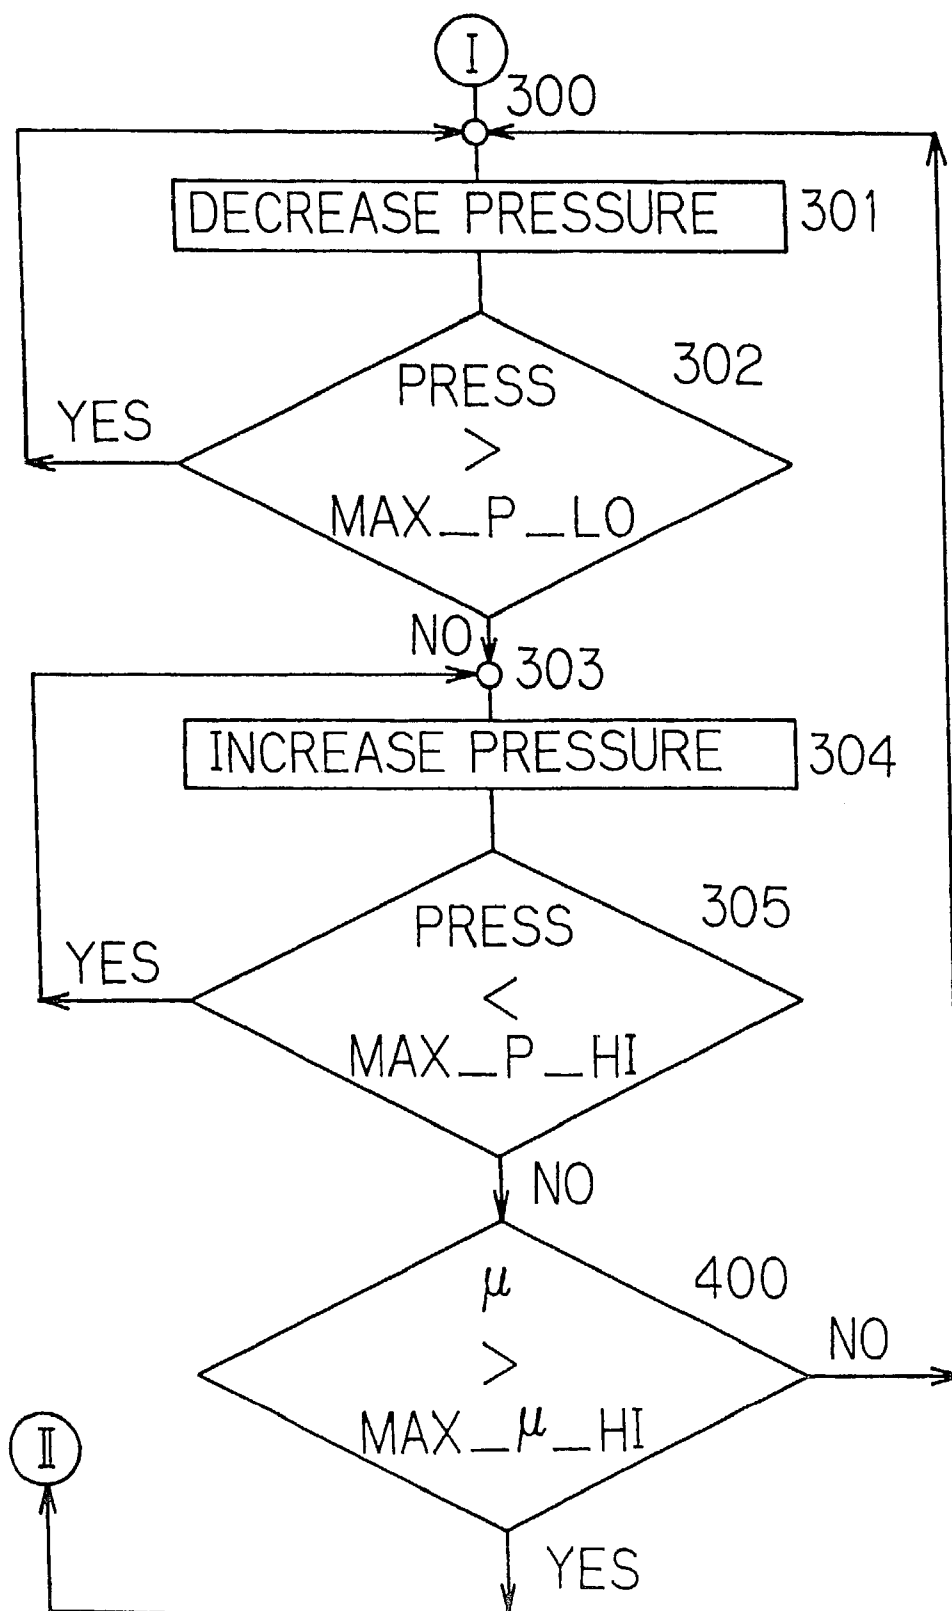 I
300
DECREASE PRESSURE 301
302
PRESS
>
MAX_P_LO
YES
NO
303
INCREASE PRESSURE 304
305
PRESS
<
MAX_P_HI
YES
NO
400
μ
>
MAX_μ_HI
NO
II
YES